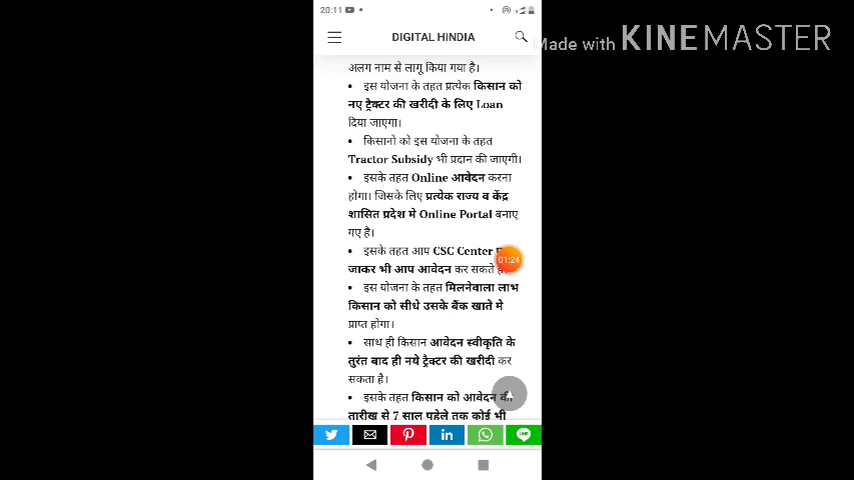 20:11
DIGITAL HINDIA
Made with KINEMASTER
अलग नाम से लागू किया गया है।
• इस योजना के तहत प्रत्येक किसान को
नए ट्रैक्टर की खरीदी के लिए Loan
दिया जाएगा।
• किसानो को इस योजना के तहत
Tractor Subsidy भी प्रदान की जाएगी।
• इसके तहत Online आवेदन करना
होगा। जिसके लिए प्रत्येक राज्य व केंद्र
शासित प्रदेश मे Online Portal बनाए
गए है।
• इसके तहत आप CSC Center
01:24
जाकर भी आप आवेदन कर सकते
• इस योजना के तहत मिलनेवाला लाभ
किसान को सीधे उसके बैंक खाते मे
प्राप्त होगा।
• साथ ही किसान आवेदन स्वीकृति के
तुरंत बाद ही नये ट्रैक्टर की खरीदी कर
सकता है।
• इसके तहत किसान को आवेदन की
तारीख से 7 साल पहेले तक कोई भी